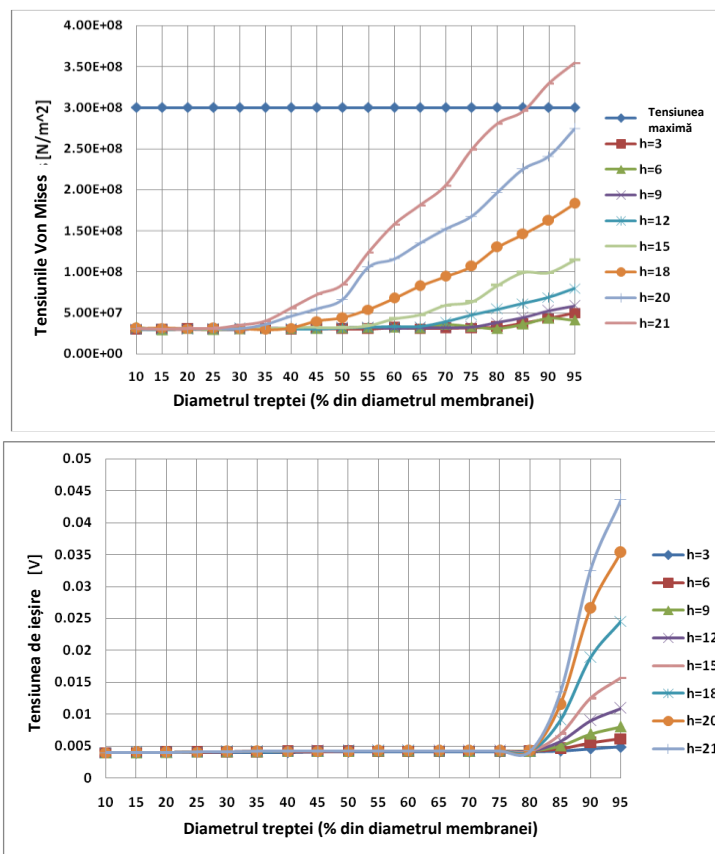 4.00E+08
3.50E+08
3.00E+08
2.50E+08
2.00E+08
1.50E+08
1.00E+08
5.00E+07
0.00E+00
Tensiunile Von Mises [N/m^2]
10 15 20 25 30 35 40 45 50 55 60 65 70 75 80 85 90 95
Diametrul treptei (% din diametrul membranei)
Tensiunea
maximă
h=3
h=6
h=9
h=12
h=15
h=18
h=20
h=21
0.05
0.045
0.04
0.035
0.03
0.025
0.02
0.015
0.01
0.005
0
Tensiunea de ieșire [V]
10 15 20 25 30 35 40 45 50 55 60 65 70 75 80 85 90 95
Diametrul treptei (% din diametrul membranei)
h=3
h=6
h=9
h=12
h=15
h=18
h=20
h=21